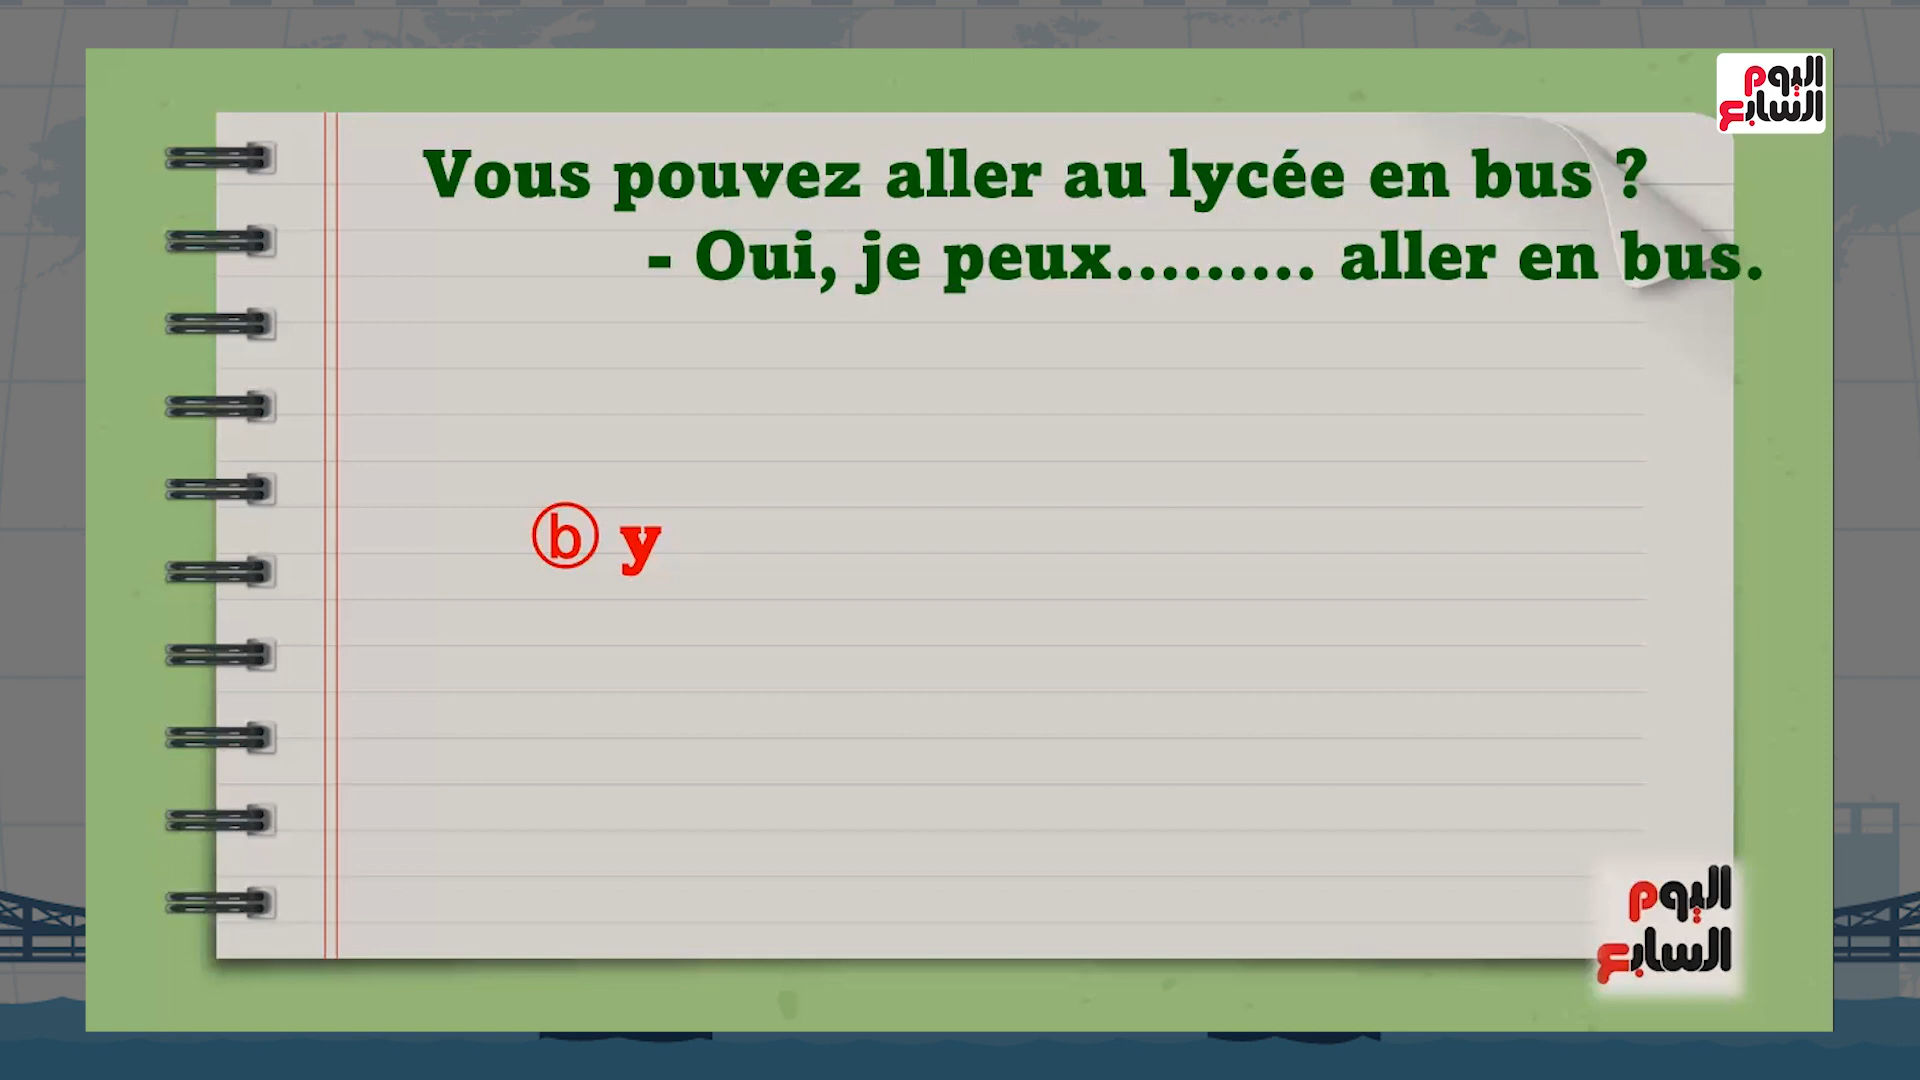 اليوم
السابع
Vous pouvez aller au lycée en bus ?
- Oui, je peux......... aller en bus.
ⓑ y
اليوم
السابع